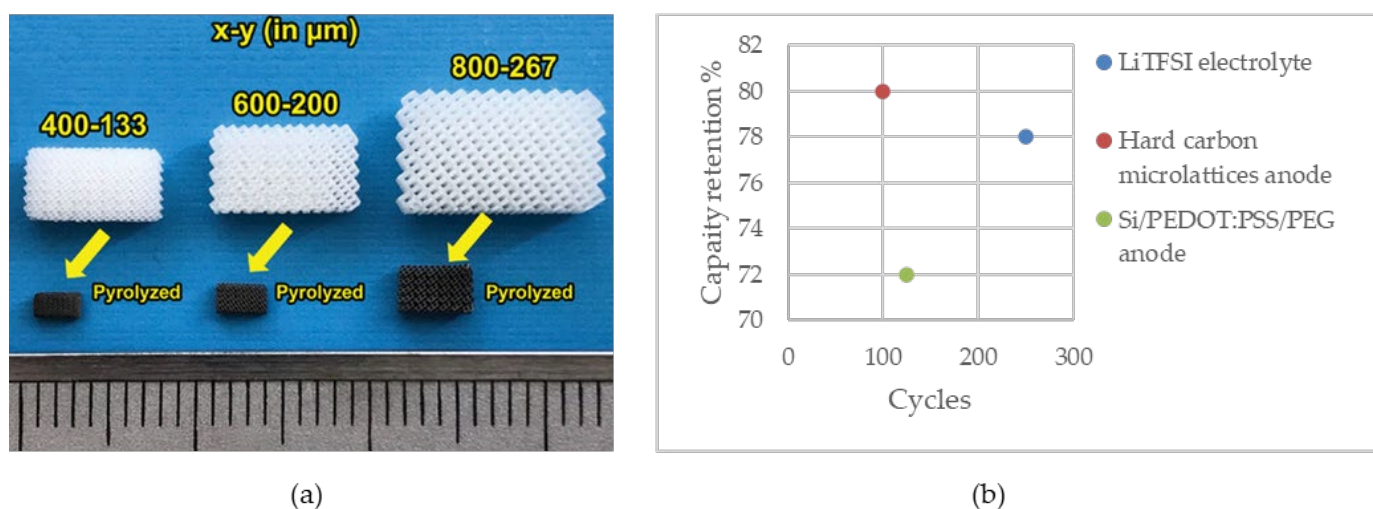 x-y (in µm)
400-133
600-200
800-267
Pyrolyzed
Pyrolyzed
Pyrolyzed
(a)
82
80
78
76
74
72
70
Capaity retention %
0
100
200
300
Cycles
LiTFSI electrolyte
Hard carbon
microlattices anode
Si/PEDOT:PSS/PEG
anode
(b)